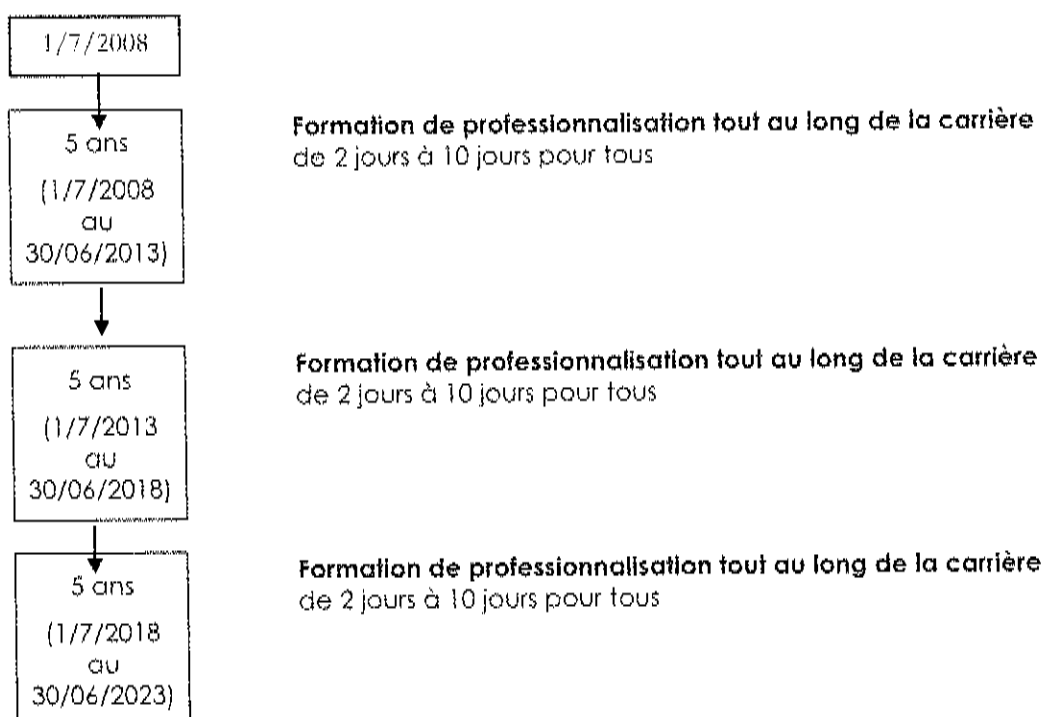 1/7/2008
5 ans
(1/7/2008
au
30/06/2013)
Formation de professionnalisation tout au long de la carrière
de 2 jours à 10 jours pour tous
5 ans
(1/7/2013
au
30/06/2018)
Formation de professionnalisation tout au long de la carrière
de 2 jours à 10 jours pour tous
5 ans
(1/7/2018
au
30/06/2023)
Formation de professionnalisation tout au long de la carrière
de 2 jours à 10 jours pour tous